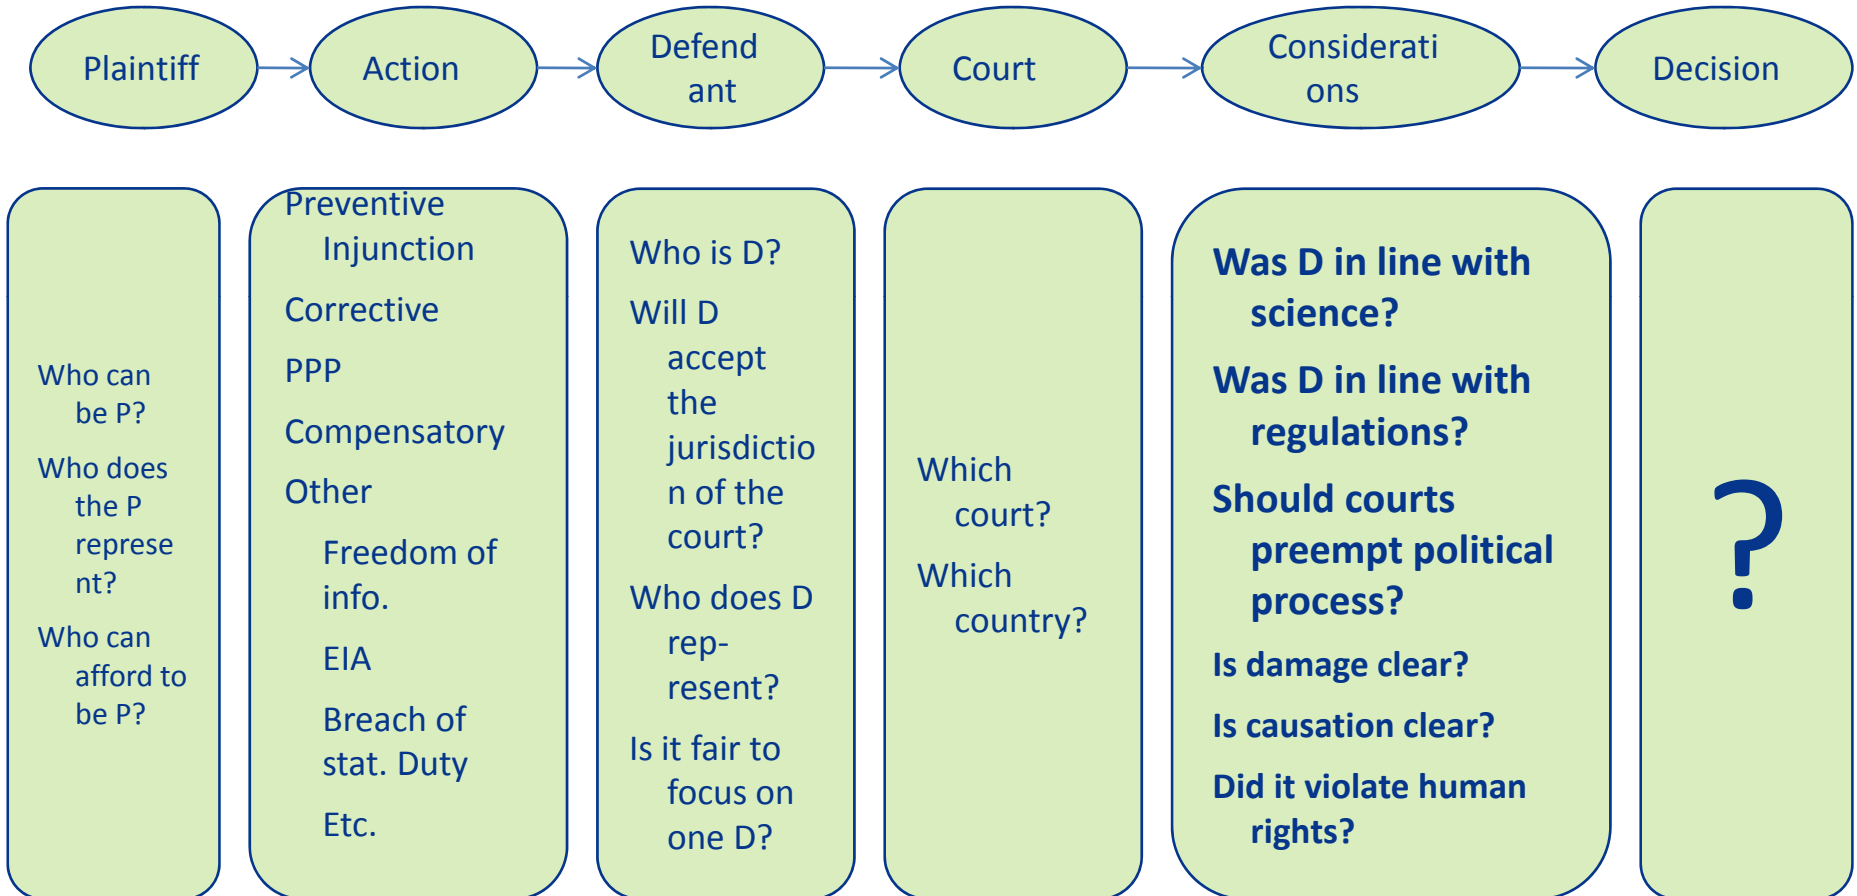 Plaintiff
Action
Defend
ant
Court
Considerati
ons
Decision
Who can
be P?
Who does
the P
represe
nt?
Who can
afford to
be P?
Preventive
Injunction
Corrective
PPP
Compensatory
Other
Freedom of
info.
EIA
Breach of
stat. Duty
Etc.
Who is D?
Will D
accept
the
jurisdictio
n of the
court?
Who does D
rep-
resent?
Is it fair to
focus on
one D?
Which
court?
Which
country?
Was D in line with
science?
Was D in line with
regulations?
Should courts
preempt political
process?
Is damage clear?
Is causation clear?
Did it violate human
rights?
?